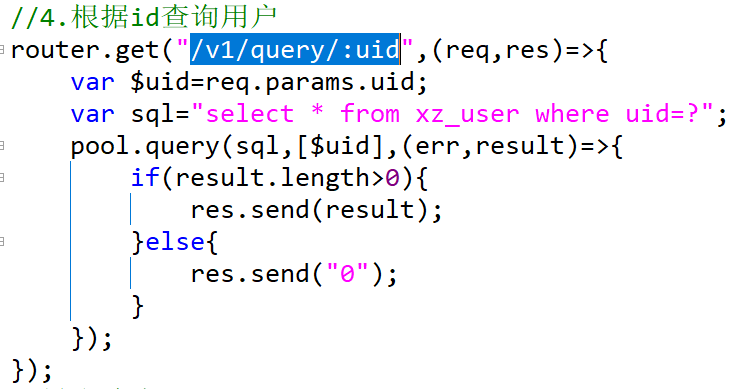 //4.根据id查询用户
router.get("/v1/query/:uid",(req,res)=>{
    var $uid=req.params.uid;
    var sql="select * from xz_user where uid=?";
    pool.query(sql,[$uid],(err,result)=>{
        if(result.length>0){
            res.send(result);
        }else{
            res.send("0");
        }
    });
});